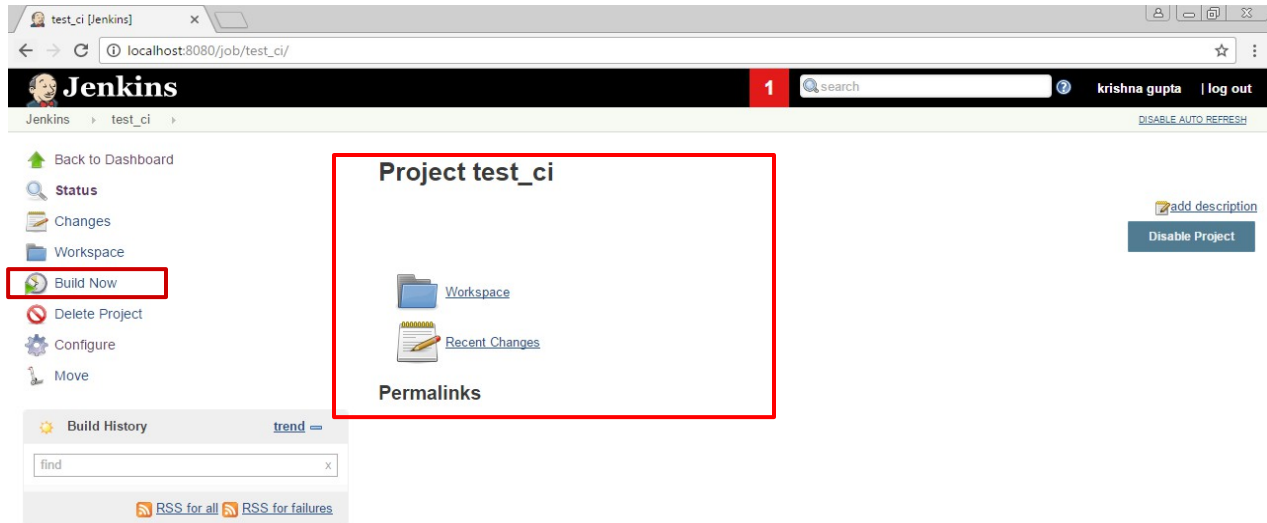 test_ci [Jenkins]
localhost:8080/job/test_ci/
Jenkins
1
search
krishna gupta | log out
Jenkins test_ci
DISABLE AUTO REFRESH
Back to Dashboard
Status
Changes
Workspace
Build Now
Delete Project
Configure
Move
Build History trend
find x
RSS for all RSS for failures
Project test_ci
Workspace
Recent Changes
Permalinks
add description
Disable Project